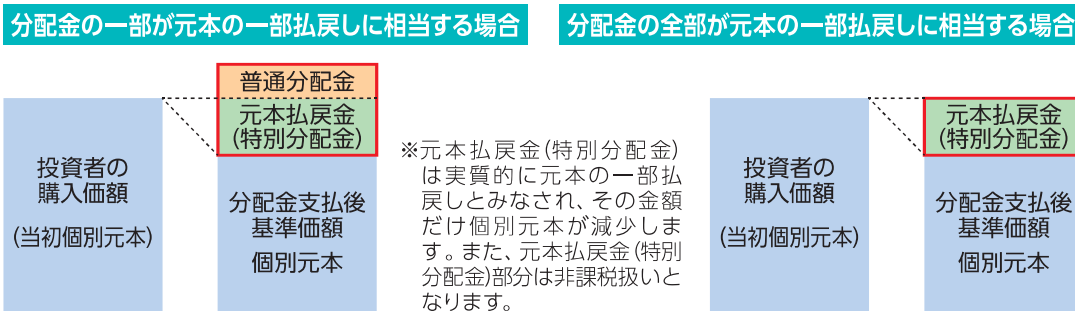 分配金の一部が元本の一部払戻しに相当する場合
普通分配金
元本払戻金
(特別分配金)
投資者の
購入価額
(当初個別元本)
分配金支払後
基準価額
個別元本
※元本払戻金(特別分配金)
は実質的に元本の一部払
戻しとみなされ、その金額
だけ個別元本が減少しま
す。また、元本払戻金(特別
分配金)部分は非課税扱いと
なります。
分配金の全部が元本の一部払戻しに相当する場合
元本払戻金
(特別分配金)
投資者の
購入価額
(当初個別元本)
分配金支払後
基準価額
個別元本